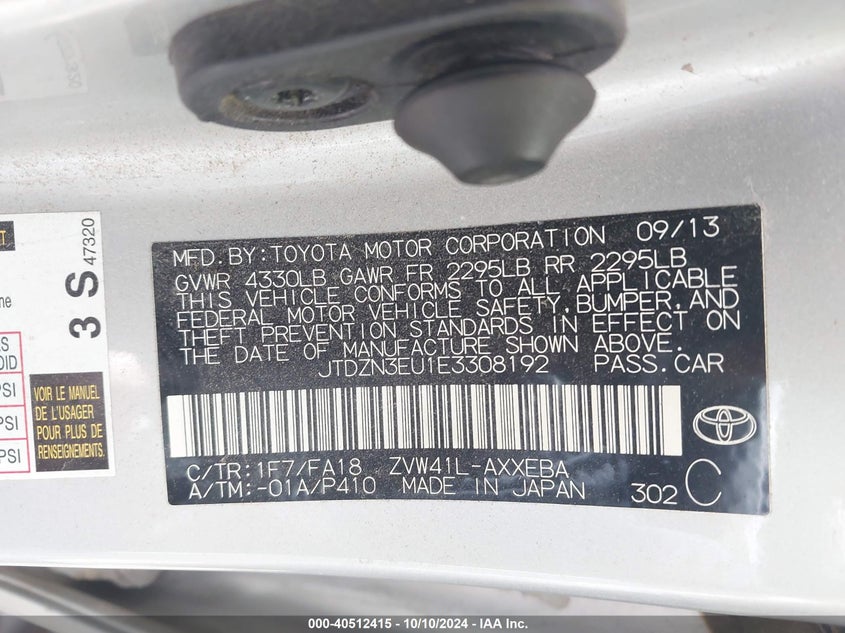 T
3 S 47320
ne
S
OID
PSI
PSI
PSI
VOIR LE MANUEL
DE L'USAGER
POUR PLUS DE
RENSEIGNEMENTS.
MFD. BY: TOYOTA MOTOR CORPORATION 09/13
GVWR 4330LB GAWR FR 2295LB RR 2295LB
THIS VEHICLE CONFORMS TO ALL APPLICABLE
FEDERAL MOTOR VEHICLE SAFETY, BUMPER, AND
THEFT PREVENTION STANDARDS IN EFFECT ON
THE DATE OF MANUFACTURE SHOWN ABOVE.
JTDZN3EU1E3308192 PASS. CAR
C/TR: 1F7/FA18 ZVW41L-AXXEBA
A/TM: -01A/P410 MADE IN JAPAN 302 C
000-40512415 - 10/10/2024 - IAA Inc.